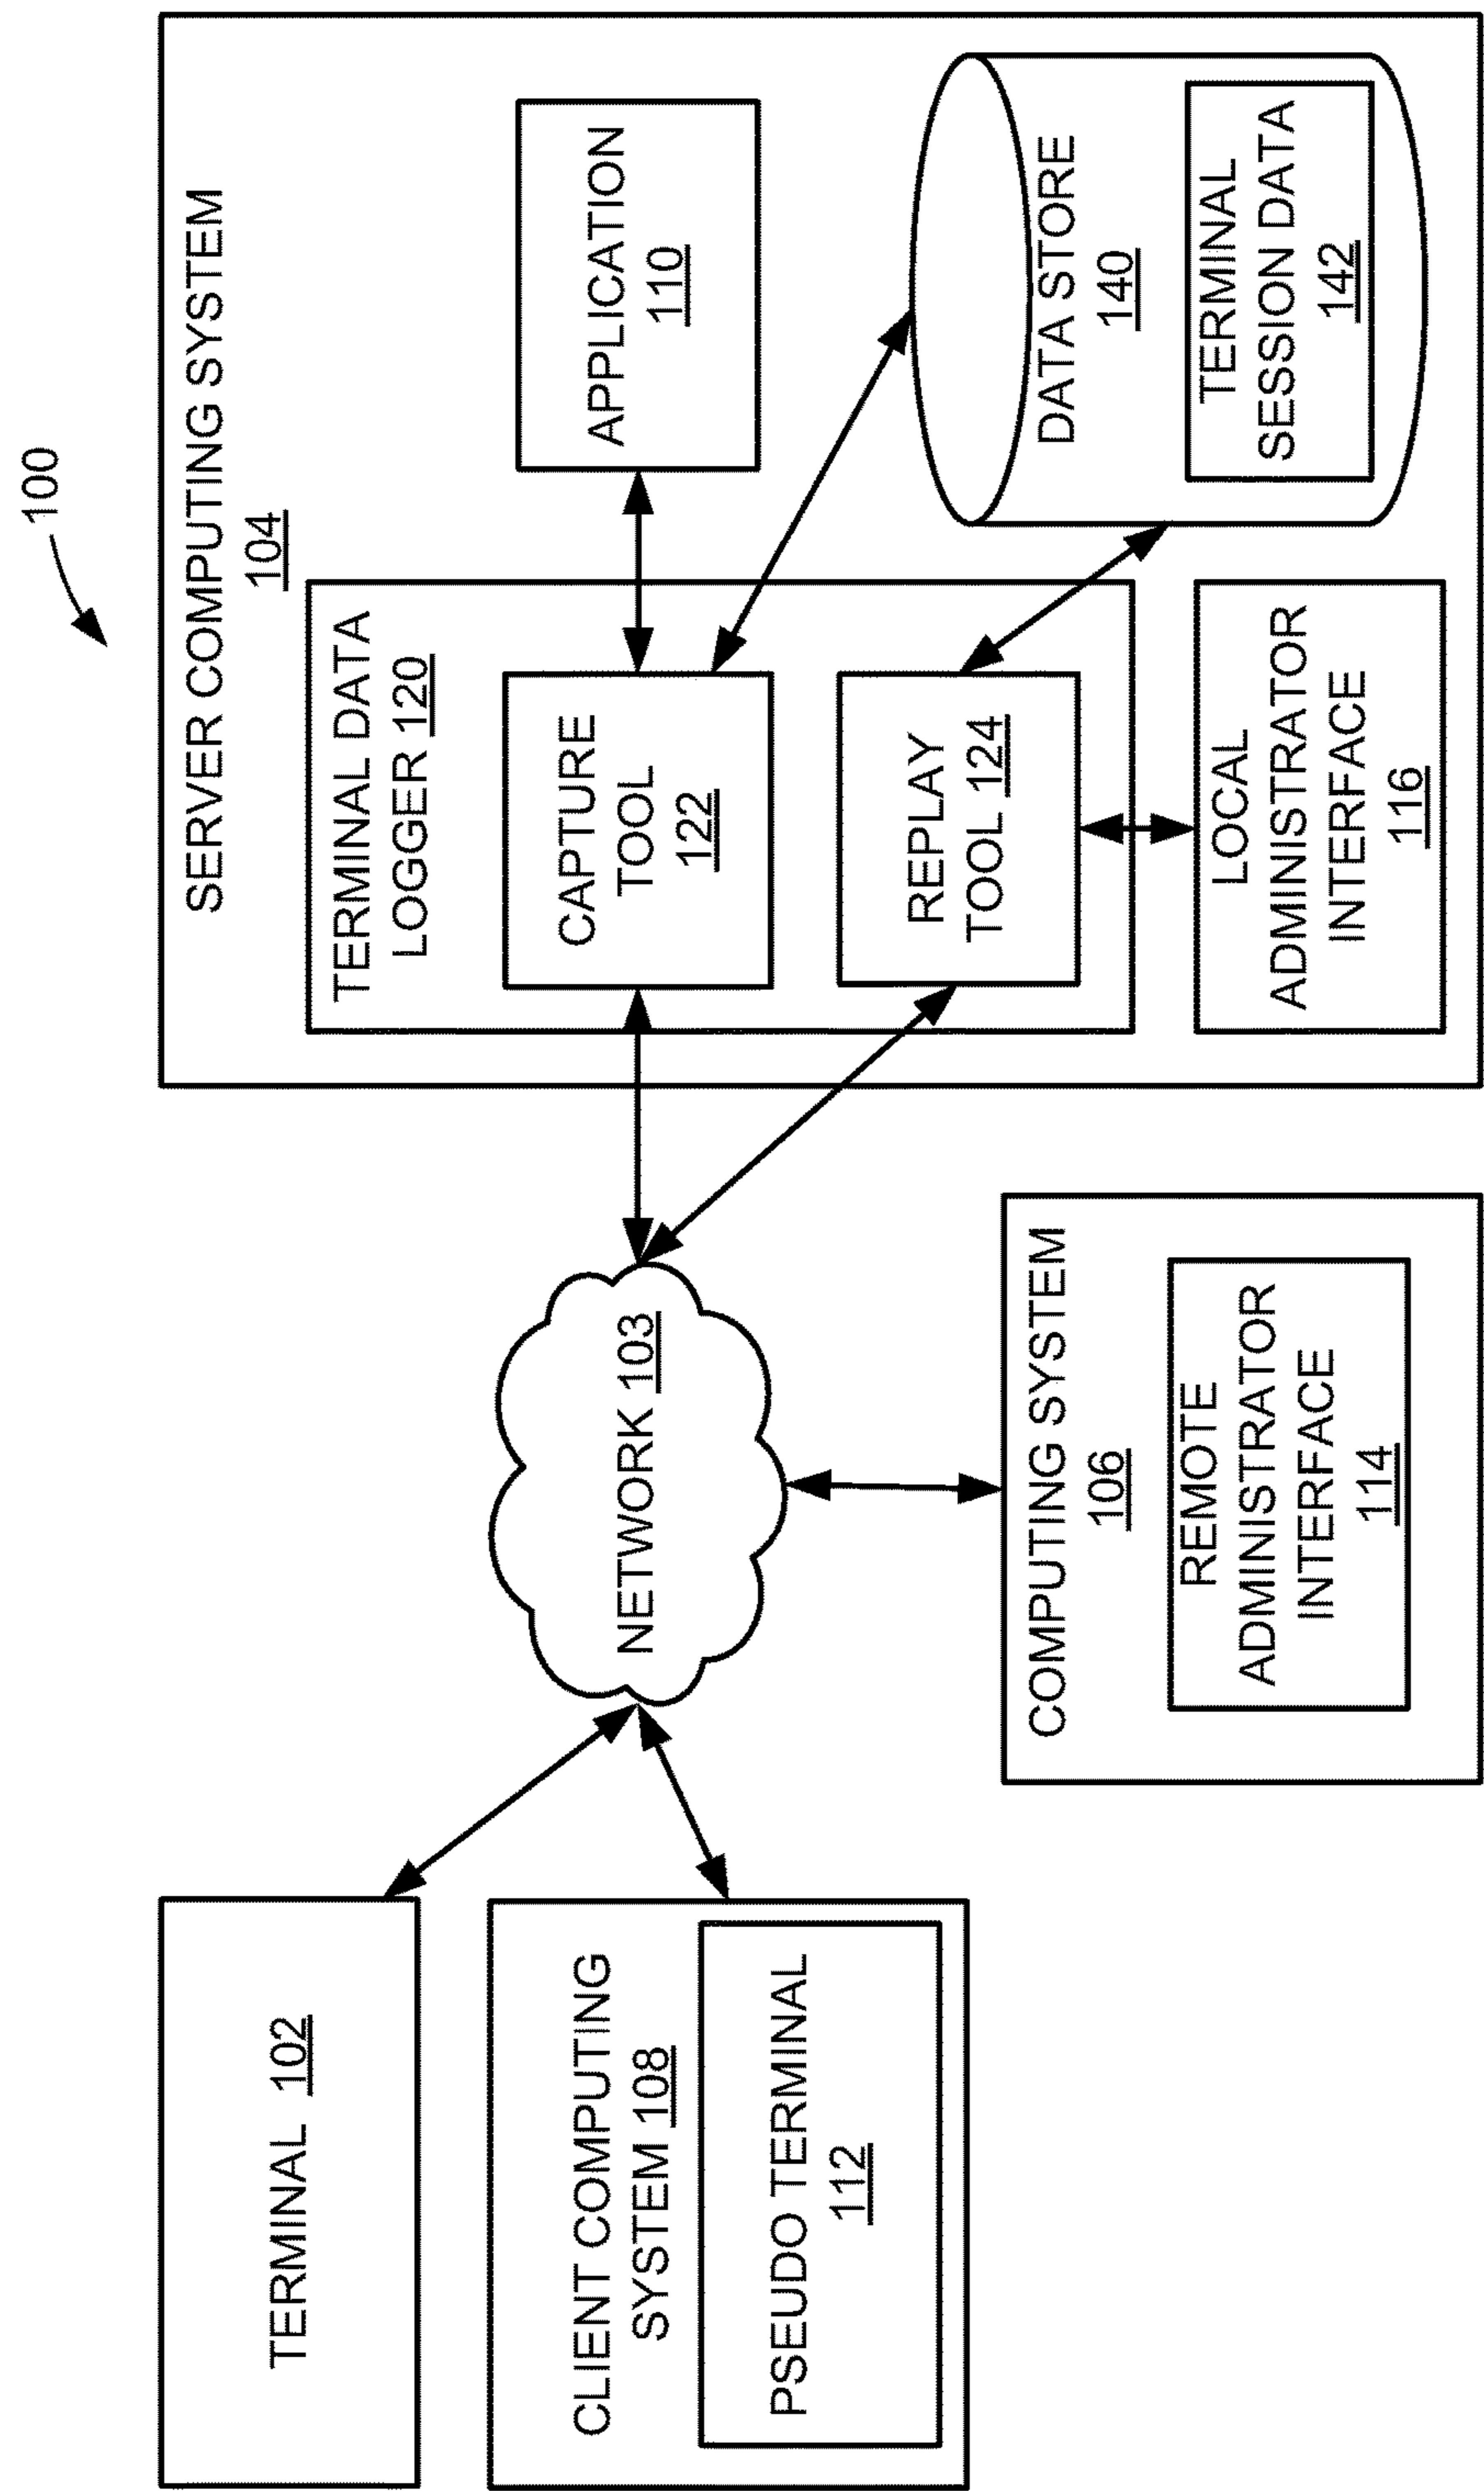 100
TERMINAL 102
CLIENT COMPUTING
SYSTEM 108
PSEUDO TERMINAL
112
NETWORK 103
COMPUTING SYSTEM
106
REMOTE
ADMINISTRATOR
INTERFACE
114
SERVER COMPUTING SYSTEM
104
TERMINAL DATA
LOGGER 120
CAPTURE
TOOL
122
REPLAY
TOOL 124
LOCAL
ADMINISTRATOR
INTERFACE
116
APPLICATION
110
DATA STORE
140
TERMINAL
SESSION DATA
142